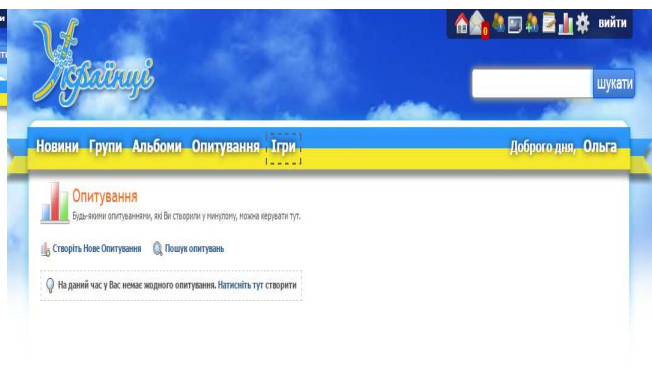 Українці
0
вийти
шукати
Новини Групи Альбоми Опитування Ігри
Доброго дня, Ольга
Опитування
Будь-якими опитуваннями, які Ви створили у минулому, можна керувати тут.
Створіть Нове Опитування Пошук опитувань
На даний час у Вас немає жодного опитування. Натисніть тут створити